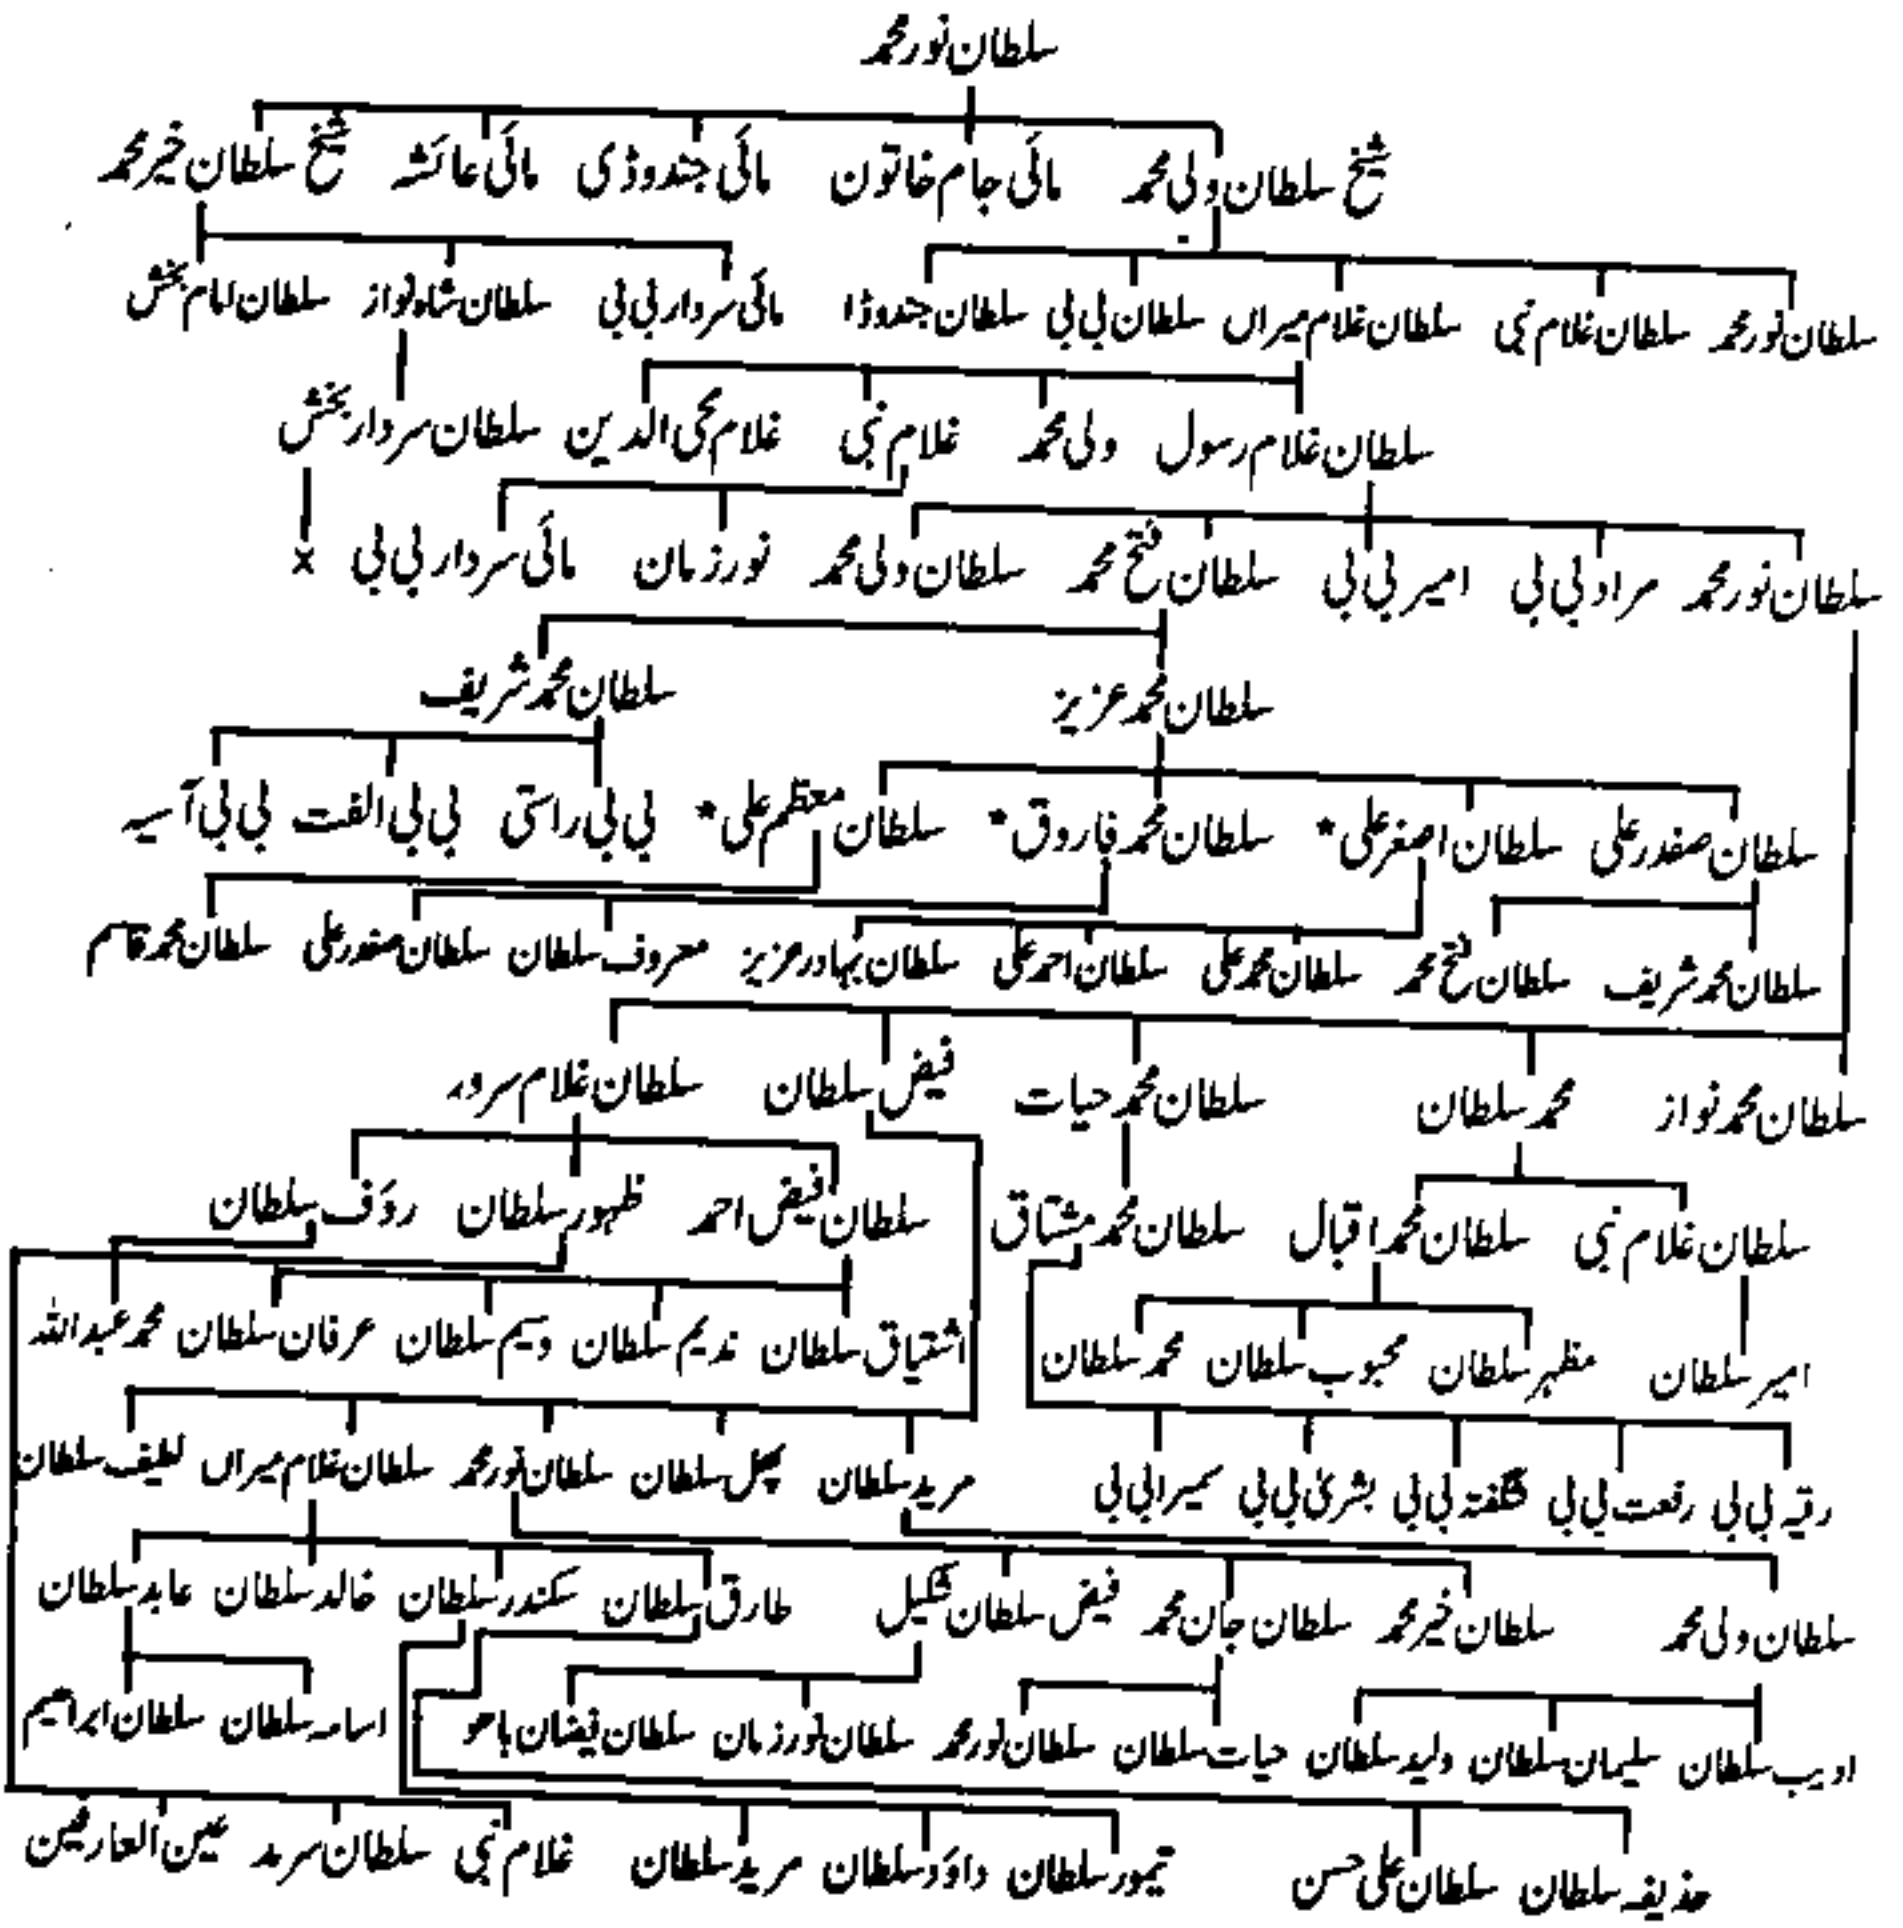 سلطان نور محمد
شیخ سلطان ولی محمد مائی جام خاتون مائی جندوڈی مائی عائشہ شیخ سلطان خیر محمد
سلطان نور محمد سلطان غلام نبی سلطان غلام میراں سلطان بی بی سلطان جندوڈا مائی سردار بی بی سلطان شاہ نواز سلطان امام بخش
سلطان غلام رسول ولی محمد غلام نبی غلام محی الدین سلطان سردار بخش
سلطان نور محمد مراد بی بی امیر بی بی سلطان فتح محمد سلطان ولی محمد نور زمان مائی سردار بی بی ×
سلطان محمد عزیز سلطان محمد شریف
سلطان صفدر علی سلطان اصغر علی * سلطان محمد فاروق * سلطان معظم علی * بی بی راستی بی بی الفت بی بی آسیہ
سلطان محمد شریف سلطان فتح محمد سلطان محمد علی سلطان احمد علی سلطان بہادر عزیز معروف سلطان سلطان صفدر علی سلطان محمد قاسم
سلطان محمد نواز محمد سلطان سلطان محمد حیات فیض سلطان سلطان غلام سرور
سلطان غلام نبی سلطان محمد اقبال سلطان محمد مشتاق سلطان فیض احمد ظہور سلطان رؤف سلطان
امیر سلطان مظہر سلطان محبوب سلطان محمد سلطان اشتیاق سلطان ندیم سلطان وسیم سلطان عرفان سلطان محمد عبداللہ
رقیہ بی بی رفعت بی بی شگفتہ بی بی بشریٰ بی بی سمیرا بی بی مرید سلطان پھل سلطان سلطان نور محمد سلطان غلام میراں لطیف سلطان
سلطان ولی محمد سلطان خیر محمد سلطان جان محمد فیض سلطان شکیل طارق سلطان سکندر سلطان خالد سلطان عابد سلطان
ادیب سلطان سلیمان سلطان ولید سلطان حیات سلطان سلطان نور محمد سلطان نور زمان سلطان فیضان باھو اسامہ سلطان سلطان ابراھیم
حذیفہ سلطان سلطان علی حسن تیمور سلطان داؤد سلطان مرید سلطان غلام نبی سلطان سرمد عین العارفین